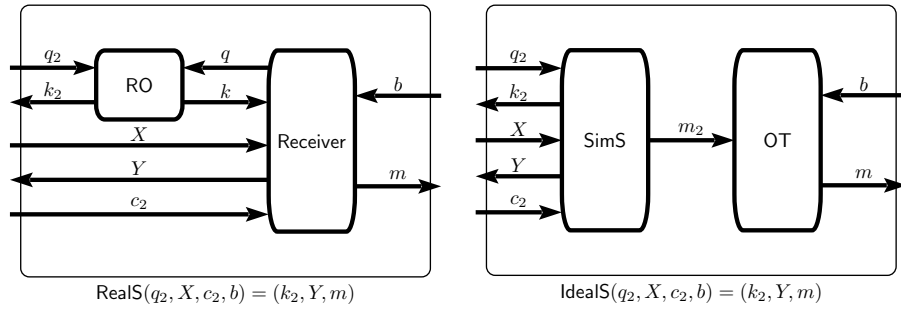 q₂ q b q₂ b
RO k₂
k₂ k
X Receiver X SimS m₂ OT
Y Y
m m
c₂ c₂
RealS(q₂, X, c₂, b) = (k₂, Y, m) IdealS(q₂, X, c₂, b) = (k₂, Y, m)